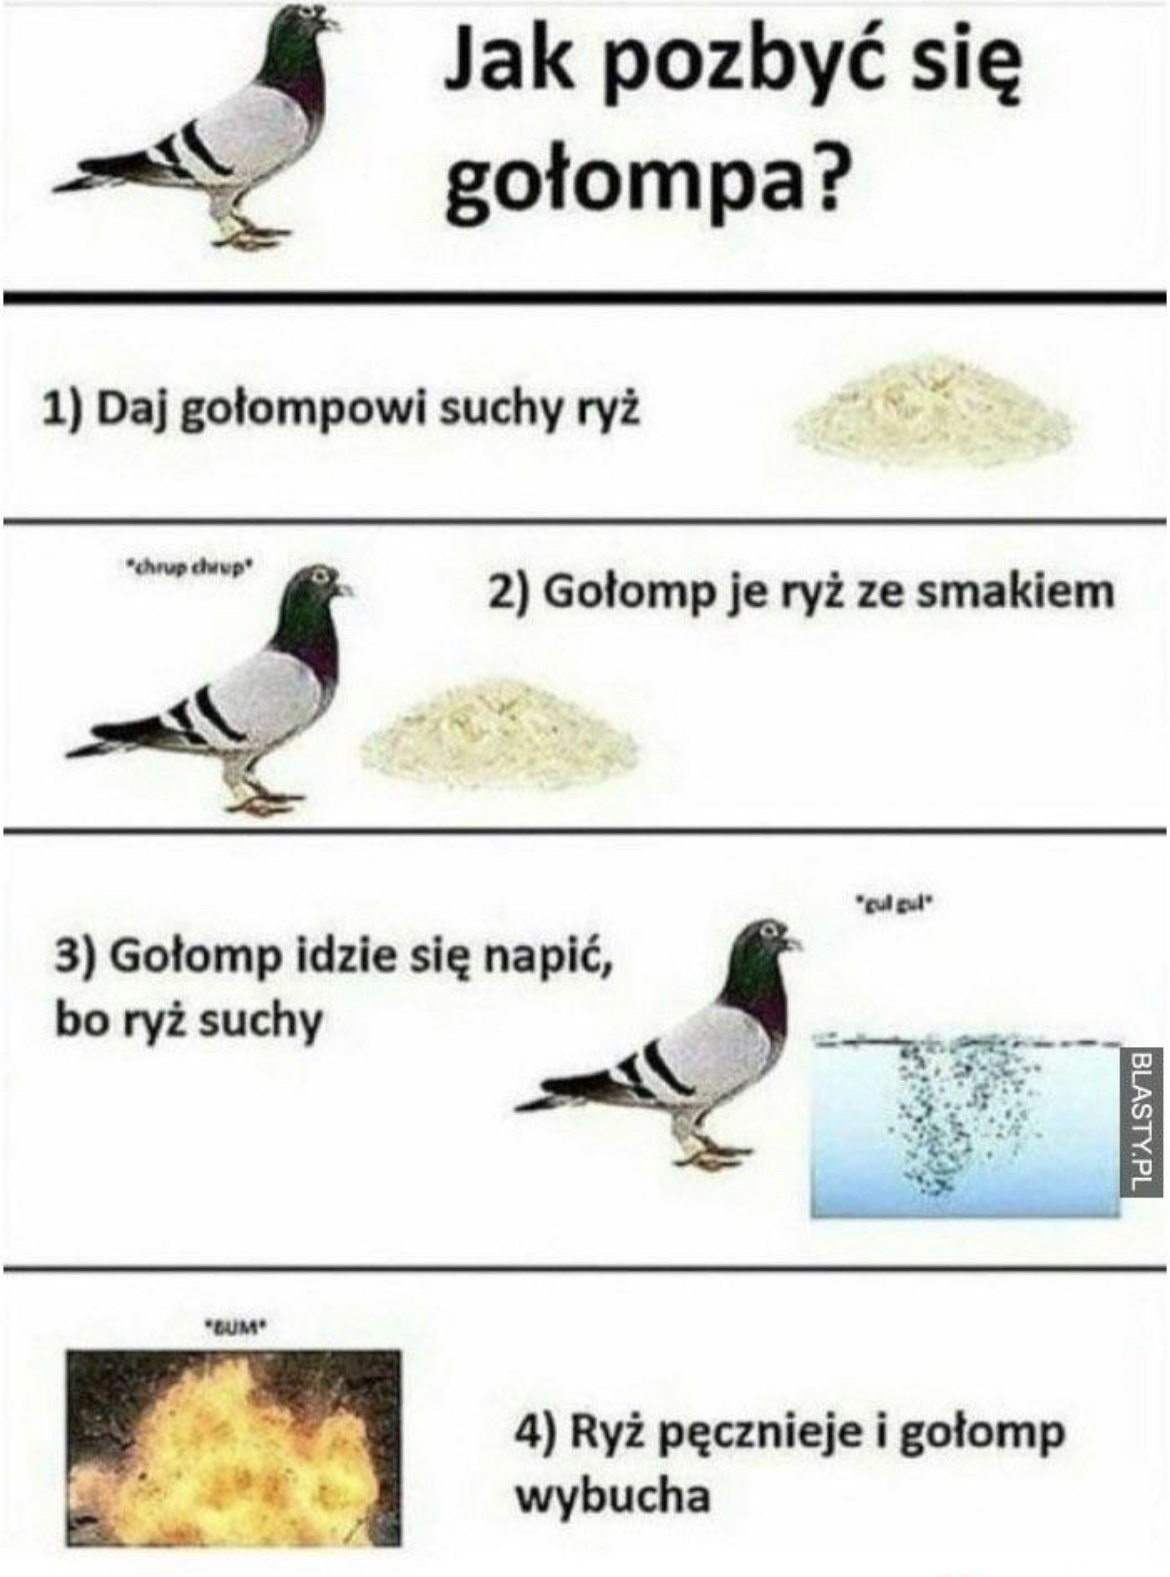 Jak pozbyć się
gołompa?
1) Daj gołompowi suchy ryż
*chrup chrup*
2) Gołomp je ryż ze smakiem
*gul gul*
3) Gołomp idzie się napić,
bo ryż suchy
BLASTY.PL
*BUM*
4) Ryż pęcznieje i gołomp
wybucha